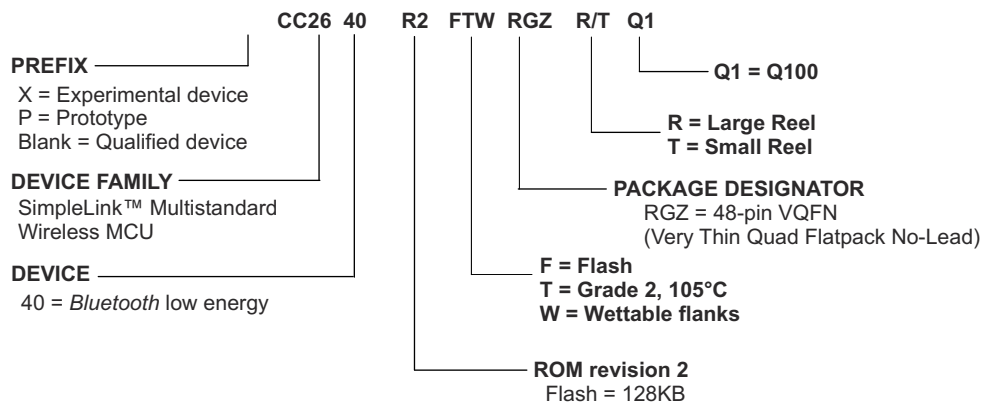 CC26 40 R2 FTW RGZ R/T Q1
PREFIX
X = Experimental device
P = Prototype
Blank = Qualified device
DEVICE FAMILY
SimpleLink™ Multistandard
Wireless MCU
DEVICE
40 = Bluetooth low energy
Q1 = Q100
R = Large Reel
T = Small Reel
PACKAGE DESIGNATOR
RGZ = 48-pin VQFN
(Very Thin Quad Flatpack No-Lead)
F = Flash
T = Grade 2, 105°C
W = Wettable flanks
ROM revision 2
Flash = 128KB